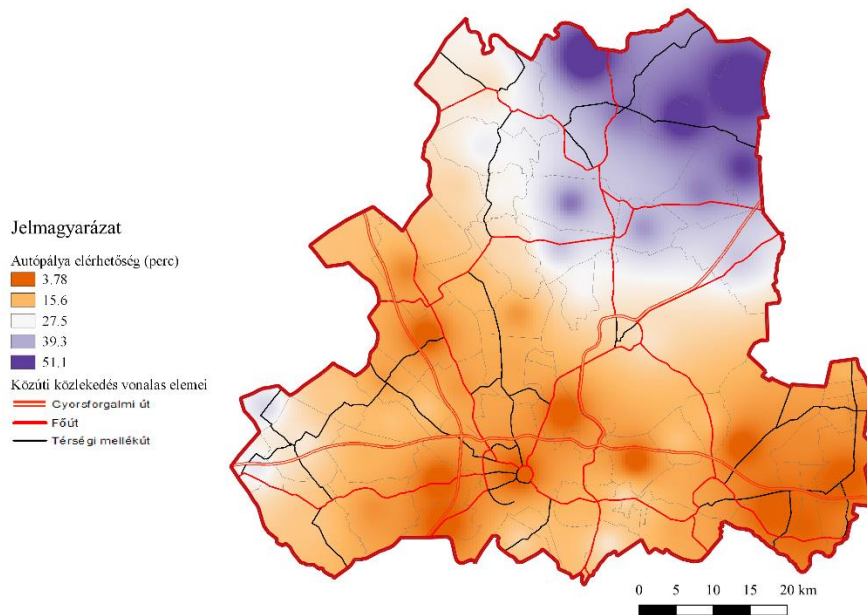 Jelmagyarázat
Autópálya elérhetőség (perc)
3.78
15.6
27.5
39.3
51.1
Közúti közlekedés vonalas elemei
Gyorsforgalmi út
Főút
Térségi mellékút
0 5 10 15 20 km